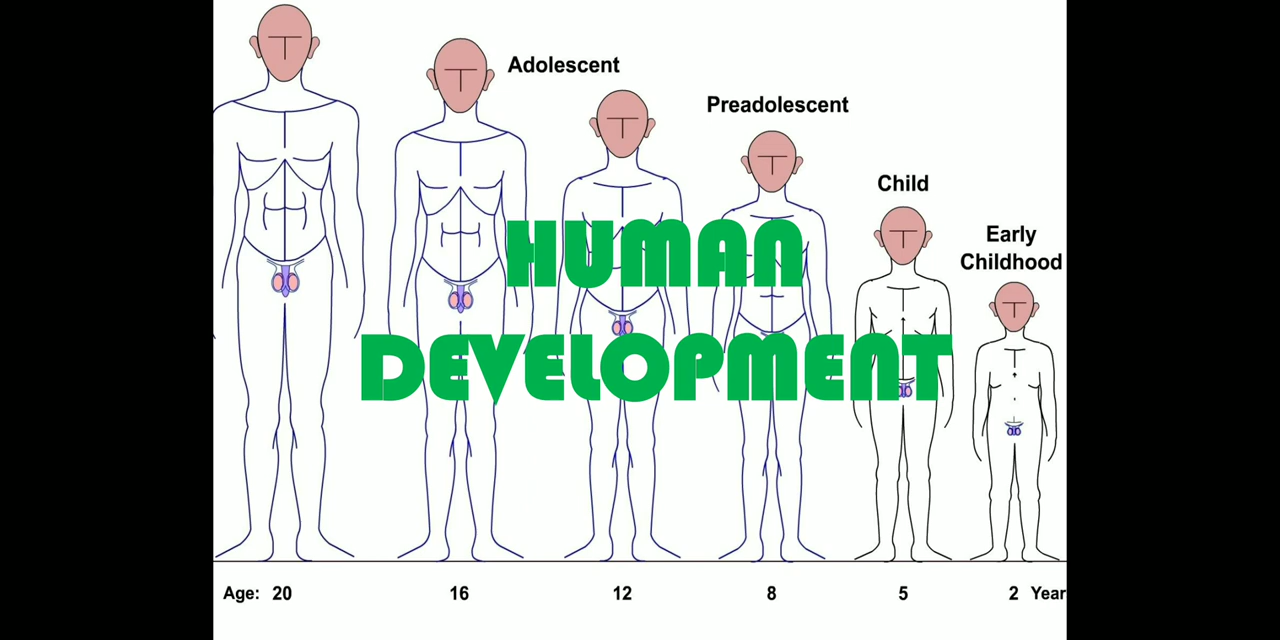 Adolescent
Preadolescent
Child
Early
Childhood
HUMAN
DEVELOPMENT
Age: 20 16 12 8 5 2 Year